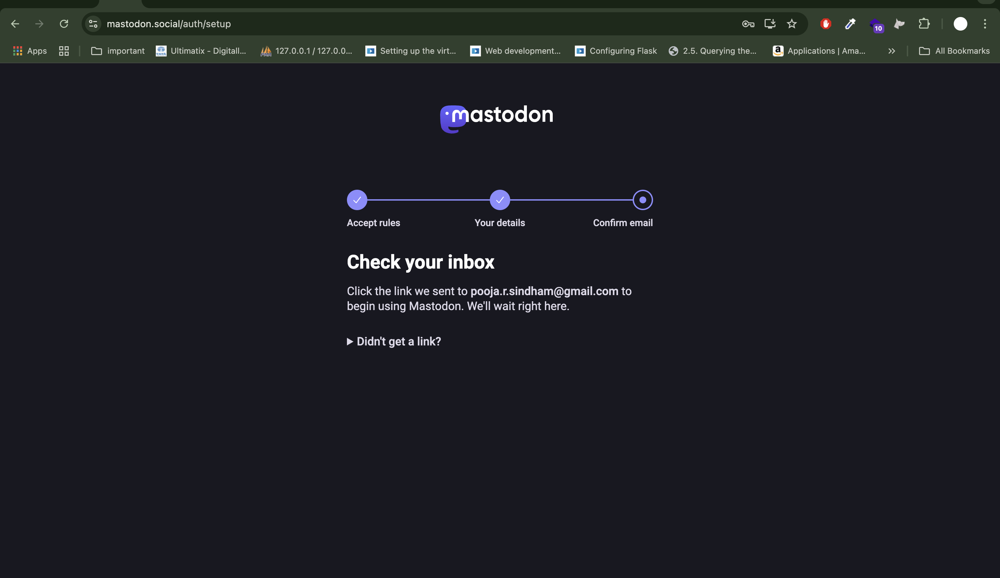 mastodon.social/auth/setup
10
Apps
important
TATA
Ultimatix - Digitall...
127.0.0.1 / 127.0.0...
Setting up the virt...
Web development...
Configuring Flask
2.5. Querying the...
a
Applications | Ama...
All Bookmarks
mastodon
Accept rules
Your details
Confirm email
Check your inbox
Click the link we sent to pooja.r.sindham@gmail.com to
begin using Mastodon. We'll wait right here.
Didn't get a link?